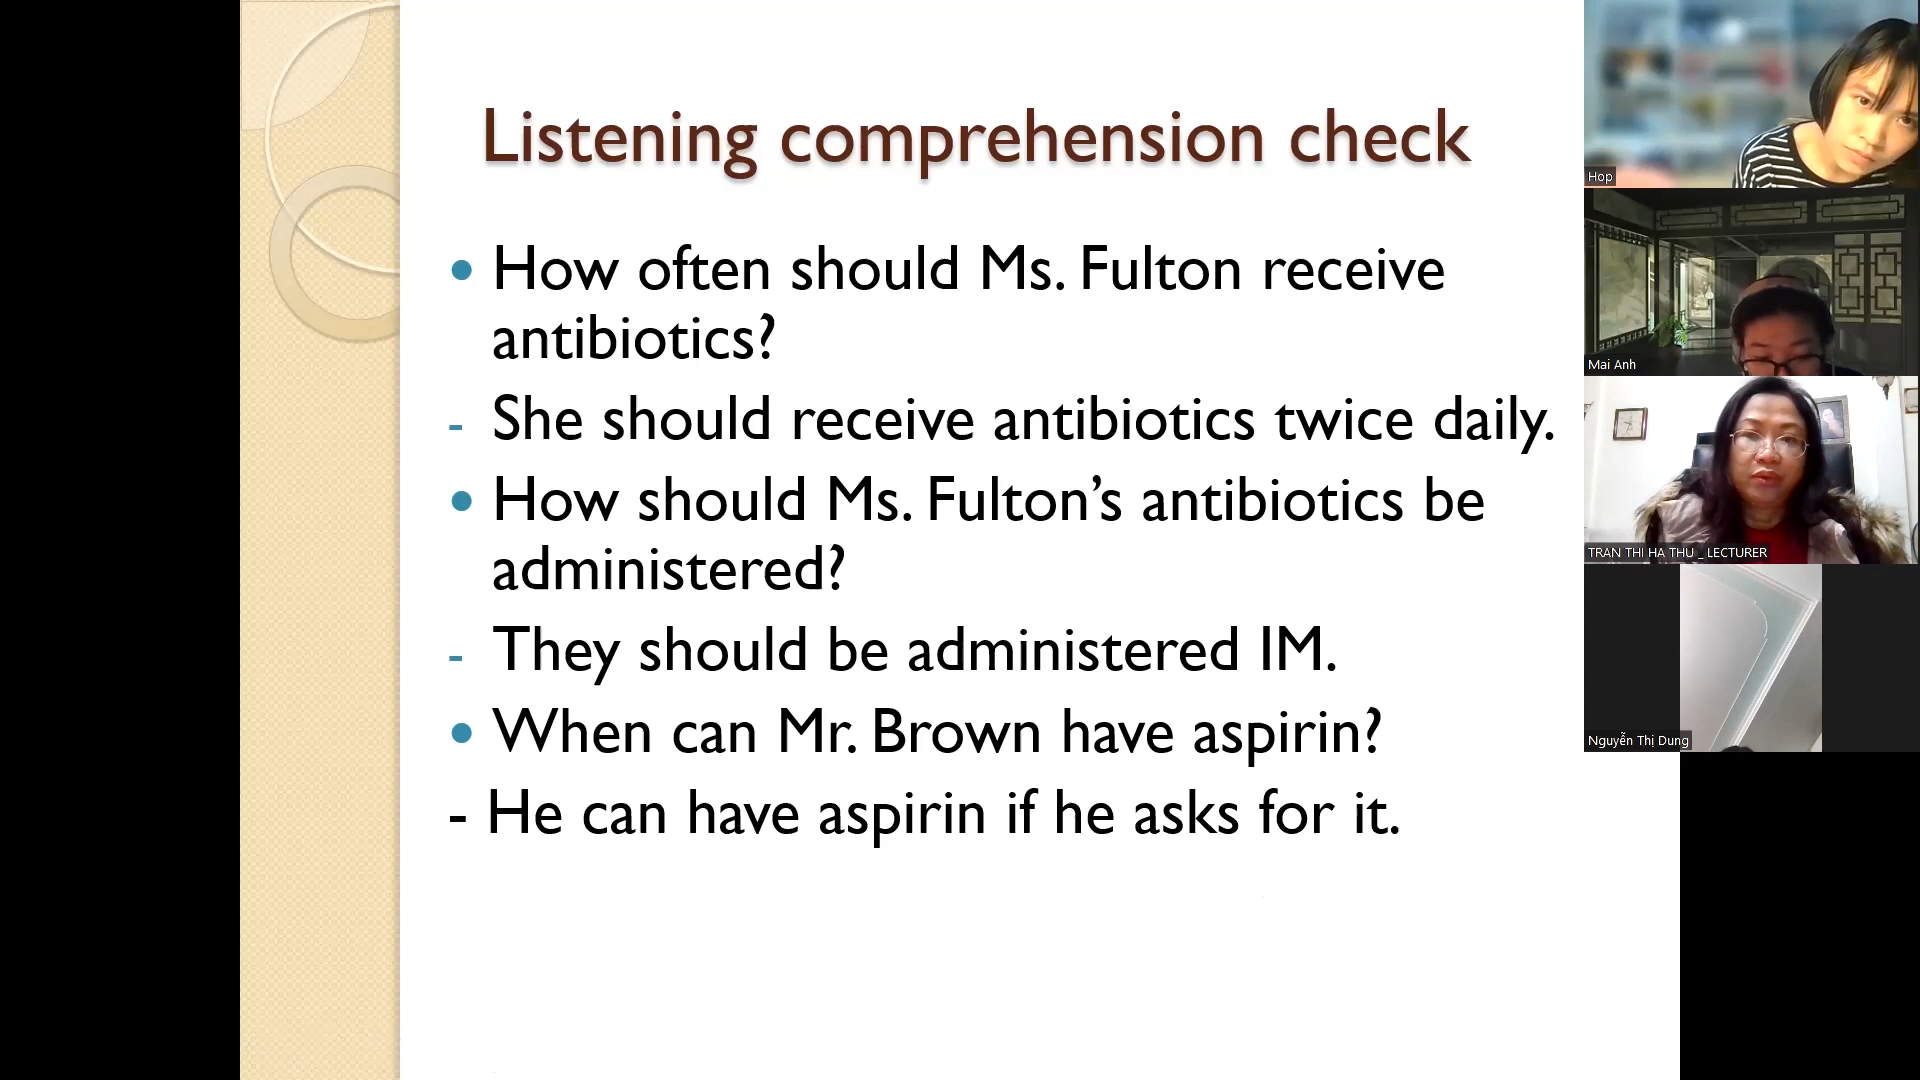 Listening comprehension check
• How often should Ms. Fulton receive
antibiotics?
- She should receive antibiotics twice daily.
• How should Ms. Fulton’s antibiotics be
administered?
- They should be administered IM.
• When can Mr. Brown have aspirin?
- He can have aspirin if he asks for it.
Hop
Mai Anh
TRAN THI HA THU _ LECTURER
Nguyễn Thị Dung